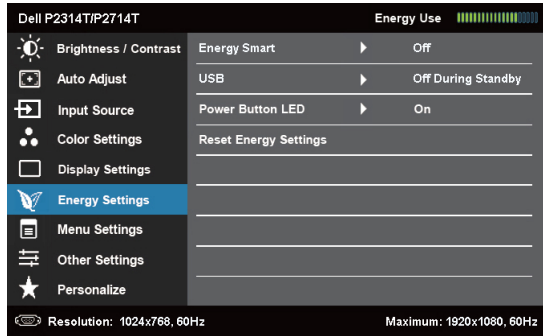 Dell P2314T/P2714T Energy Use
Brightness / Contrast Energy Smart Off
Auto Adjust USB Off During Standby
Input Source Power Button LED On
Color Settings Reset Energy Settings
Display Settings
Energy Settings
Menu Settings
Other Settings
Personalize
Resolution: 1024x768, 60Hz Maximum: 1920x1080, 60Hz